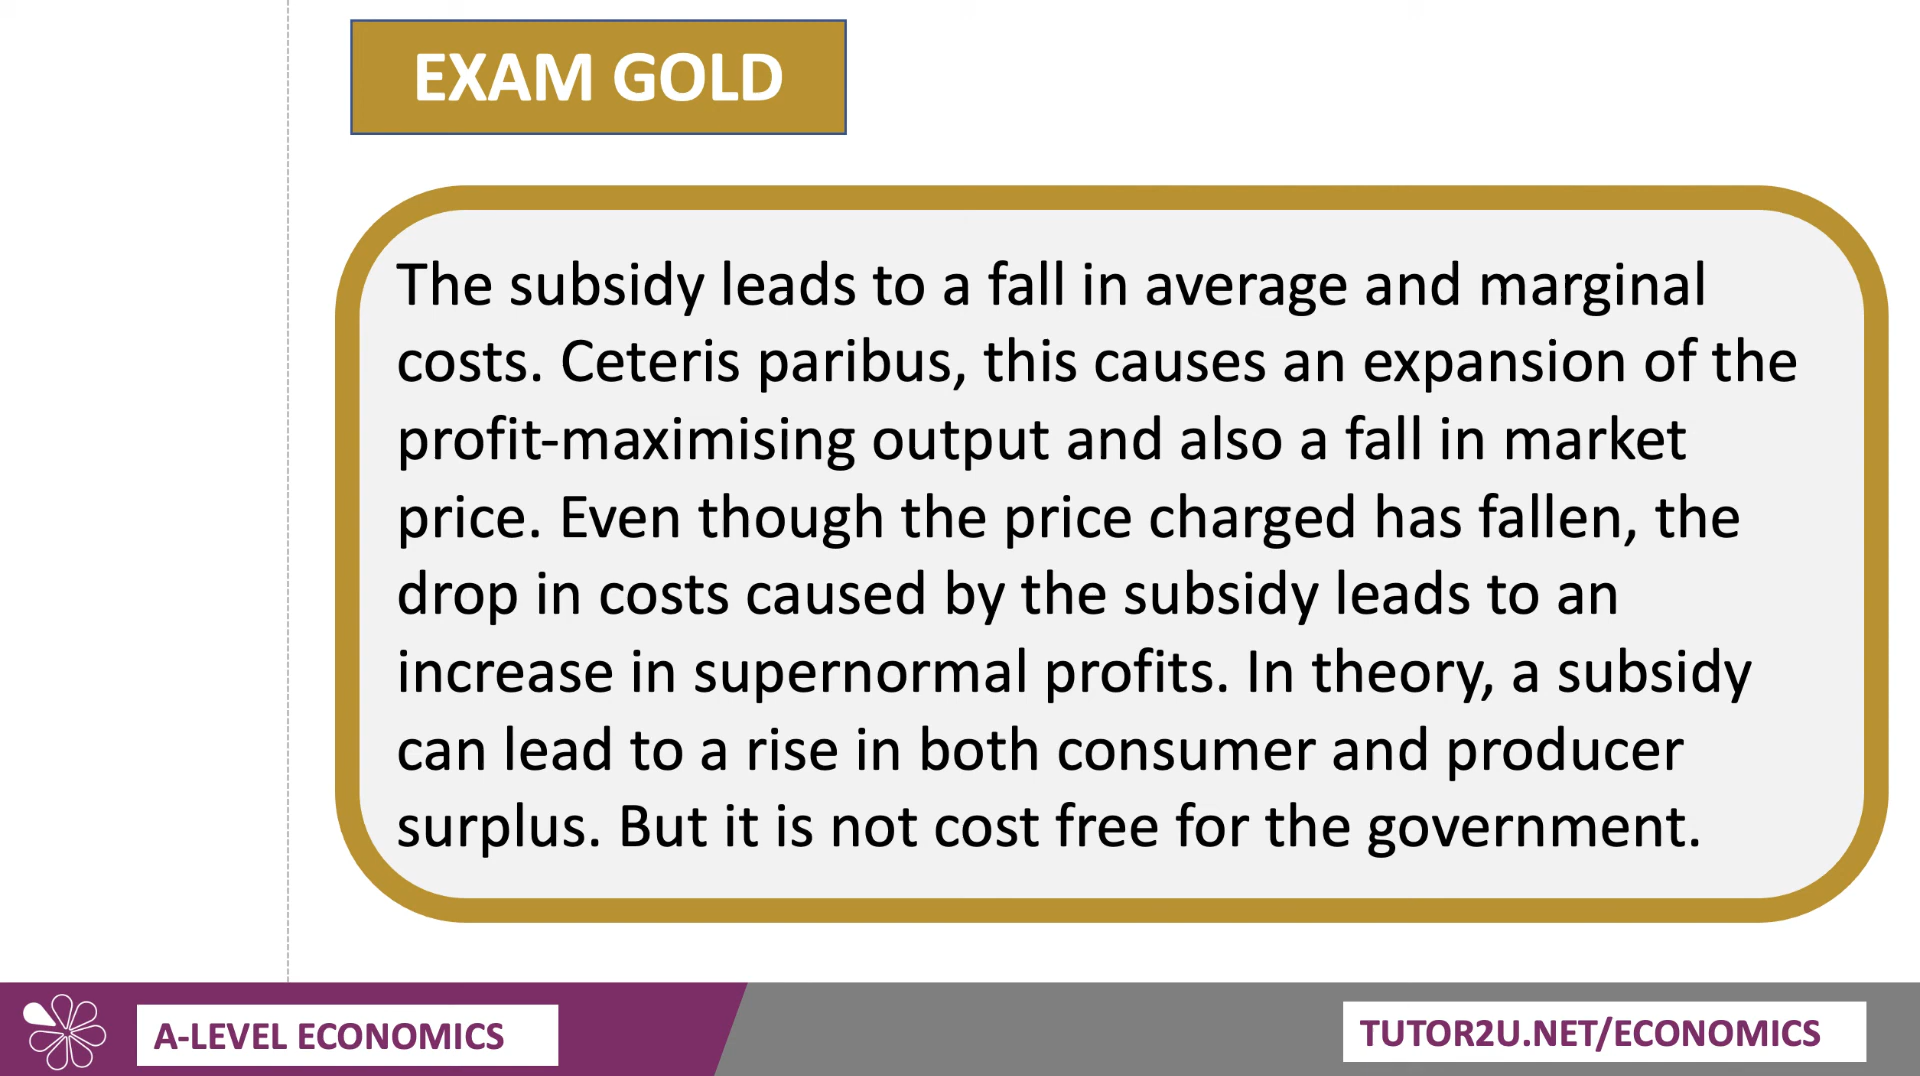 EXAM GOLD
The subsidy leads to a fall in average and marginal
costs. Ceteris paribus, this causes an expansion of the
profit-maximising output and also a fall in market
price. Even though the price charged has fallen, the
drop in costs caused by the subsidy leads to an
increase in supernormal profits. In theory, a subsidy
can lead to a rise in both consumer and producer
surplus. But it is not cost free for the government.
A-LEVEL ECONOMICS
TUTOR2U.NET/ECONOMICS